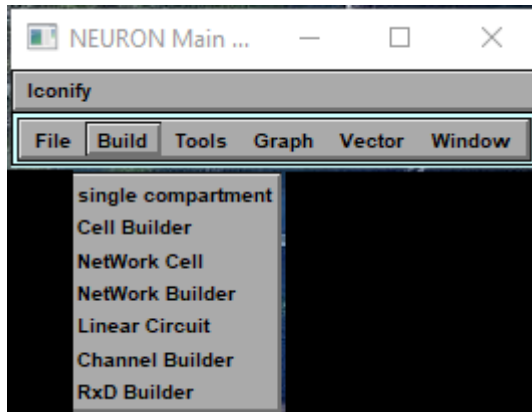 NEURON Main ...
Iconify
File Build Tools Graph Vector Window
single compartment
Cell Builder
NetWork Cell
NetWork Builder
Linear Circuit
Channel Builder
RxD Builder